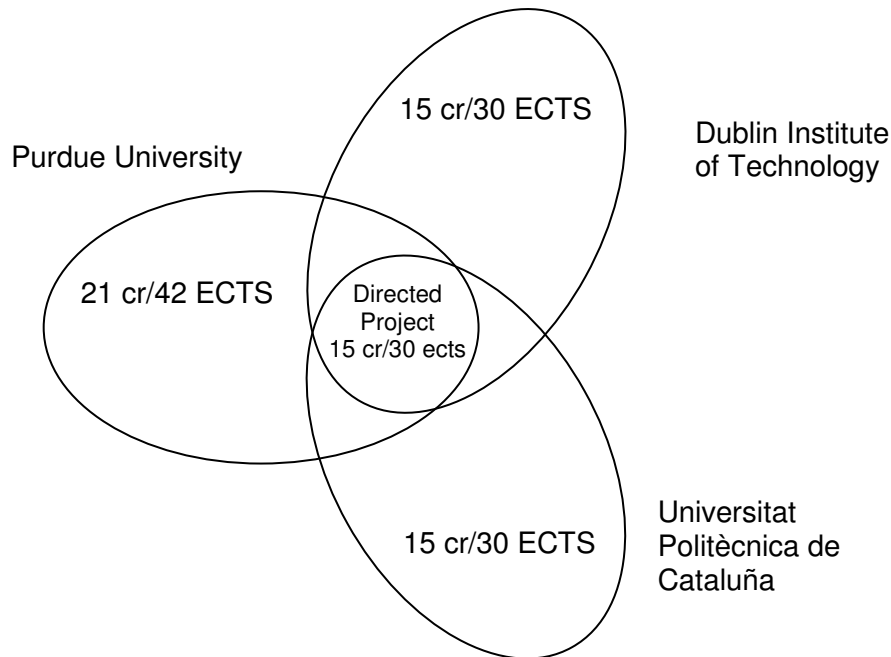 15 cr/30 ECTS
Dublin Institute
of Technology
Purdue University
21 cr/42 ECTS
Directed
Project
15 cr/30 ects
Universitat
Politècnica de
Cataluña
15 cr/30 ECTS